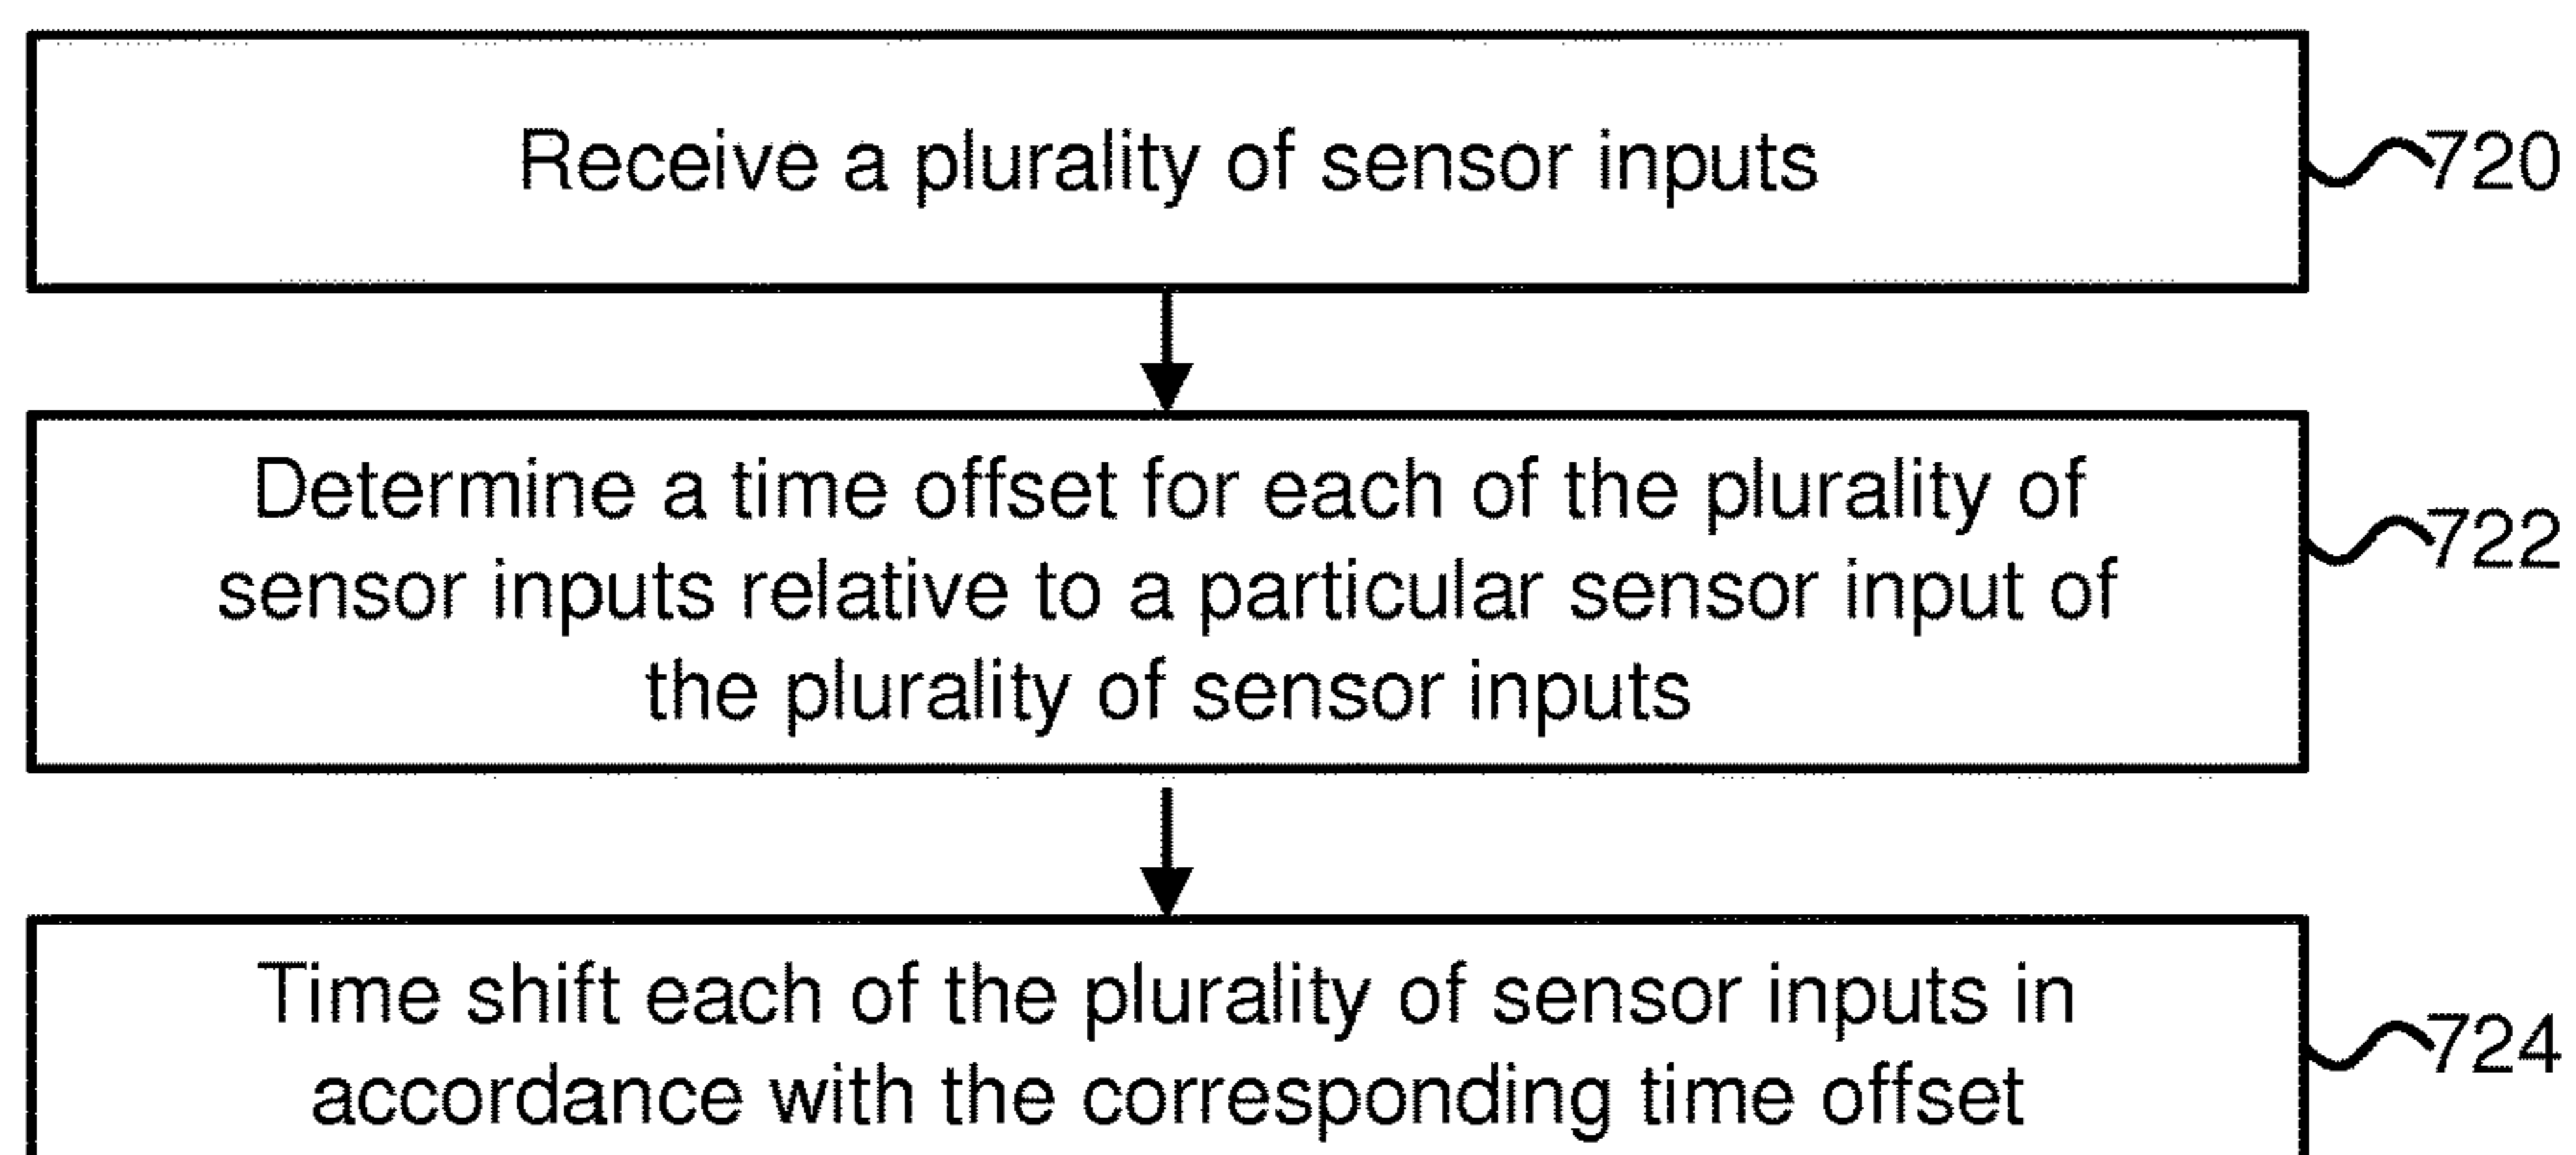 Receive a plurality of sensor inputs
720
Determine a time offset for each of the plurality of
sensor inputs relative to a particular sensor input of
the plurality of sensor inputs
722
Time shift each of the plurality of sensor inputs in
accordance with the corresponding time offset
724